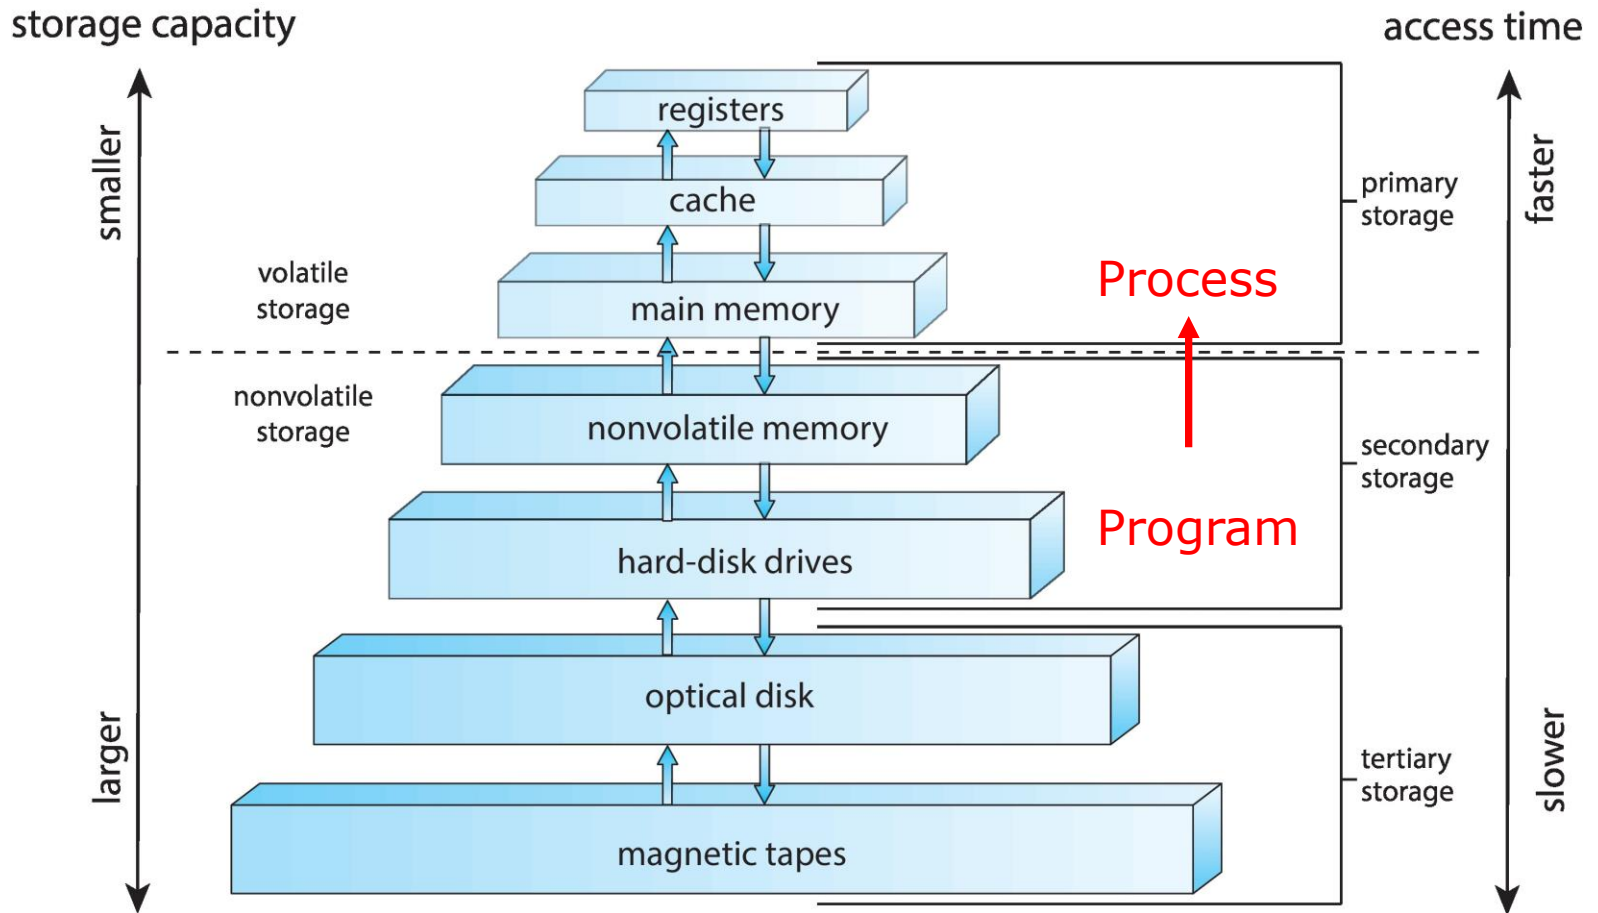 storage capacity
access time
smaller
larger
faster
slower
registers
cache
main memory
nonvolatile memory
hard-disk drives
optical disk
magnetic tapes
volatile
storage
nonvolatile
storage
primary
storage
secondary
storage
tertiary
storage
Process
Program